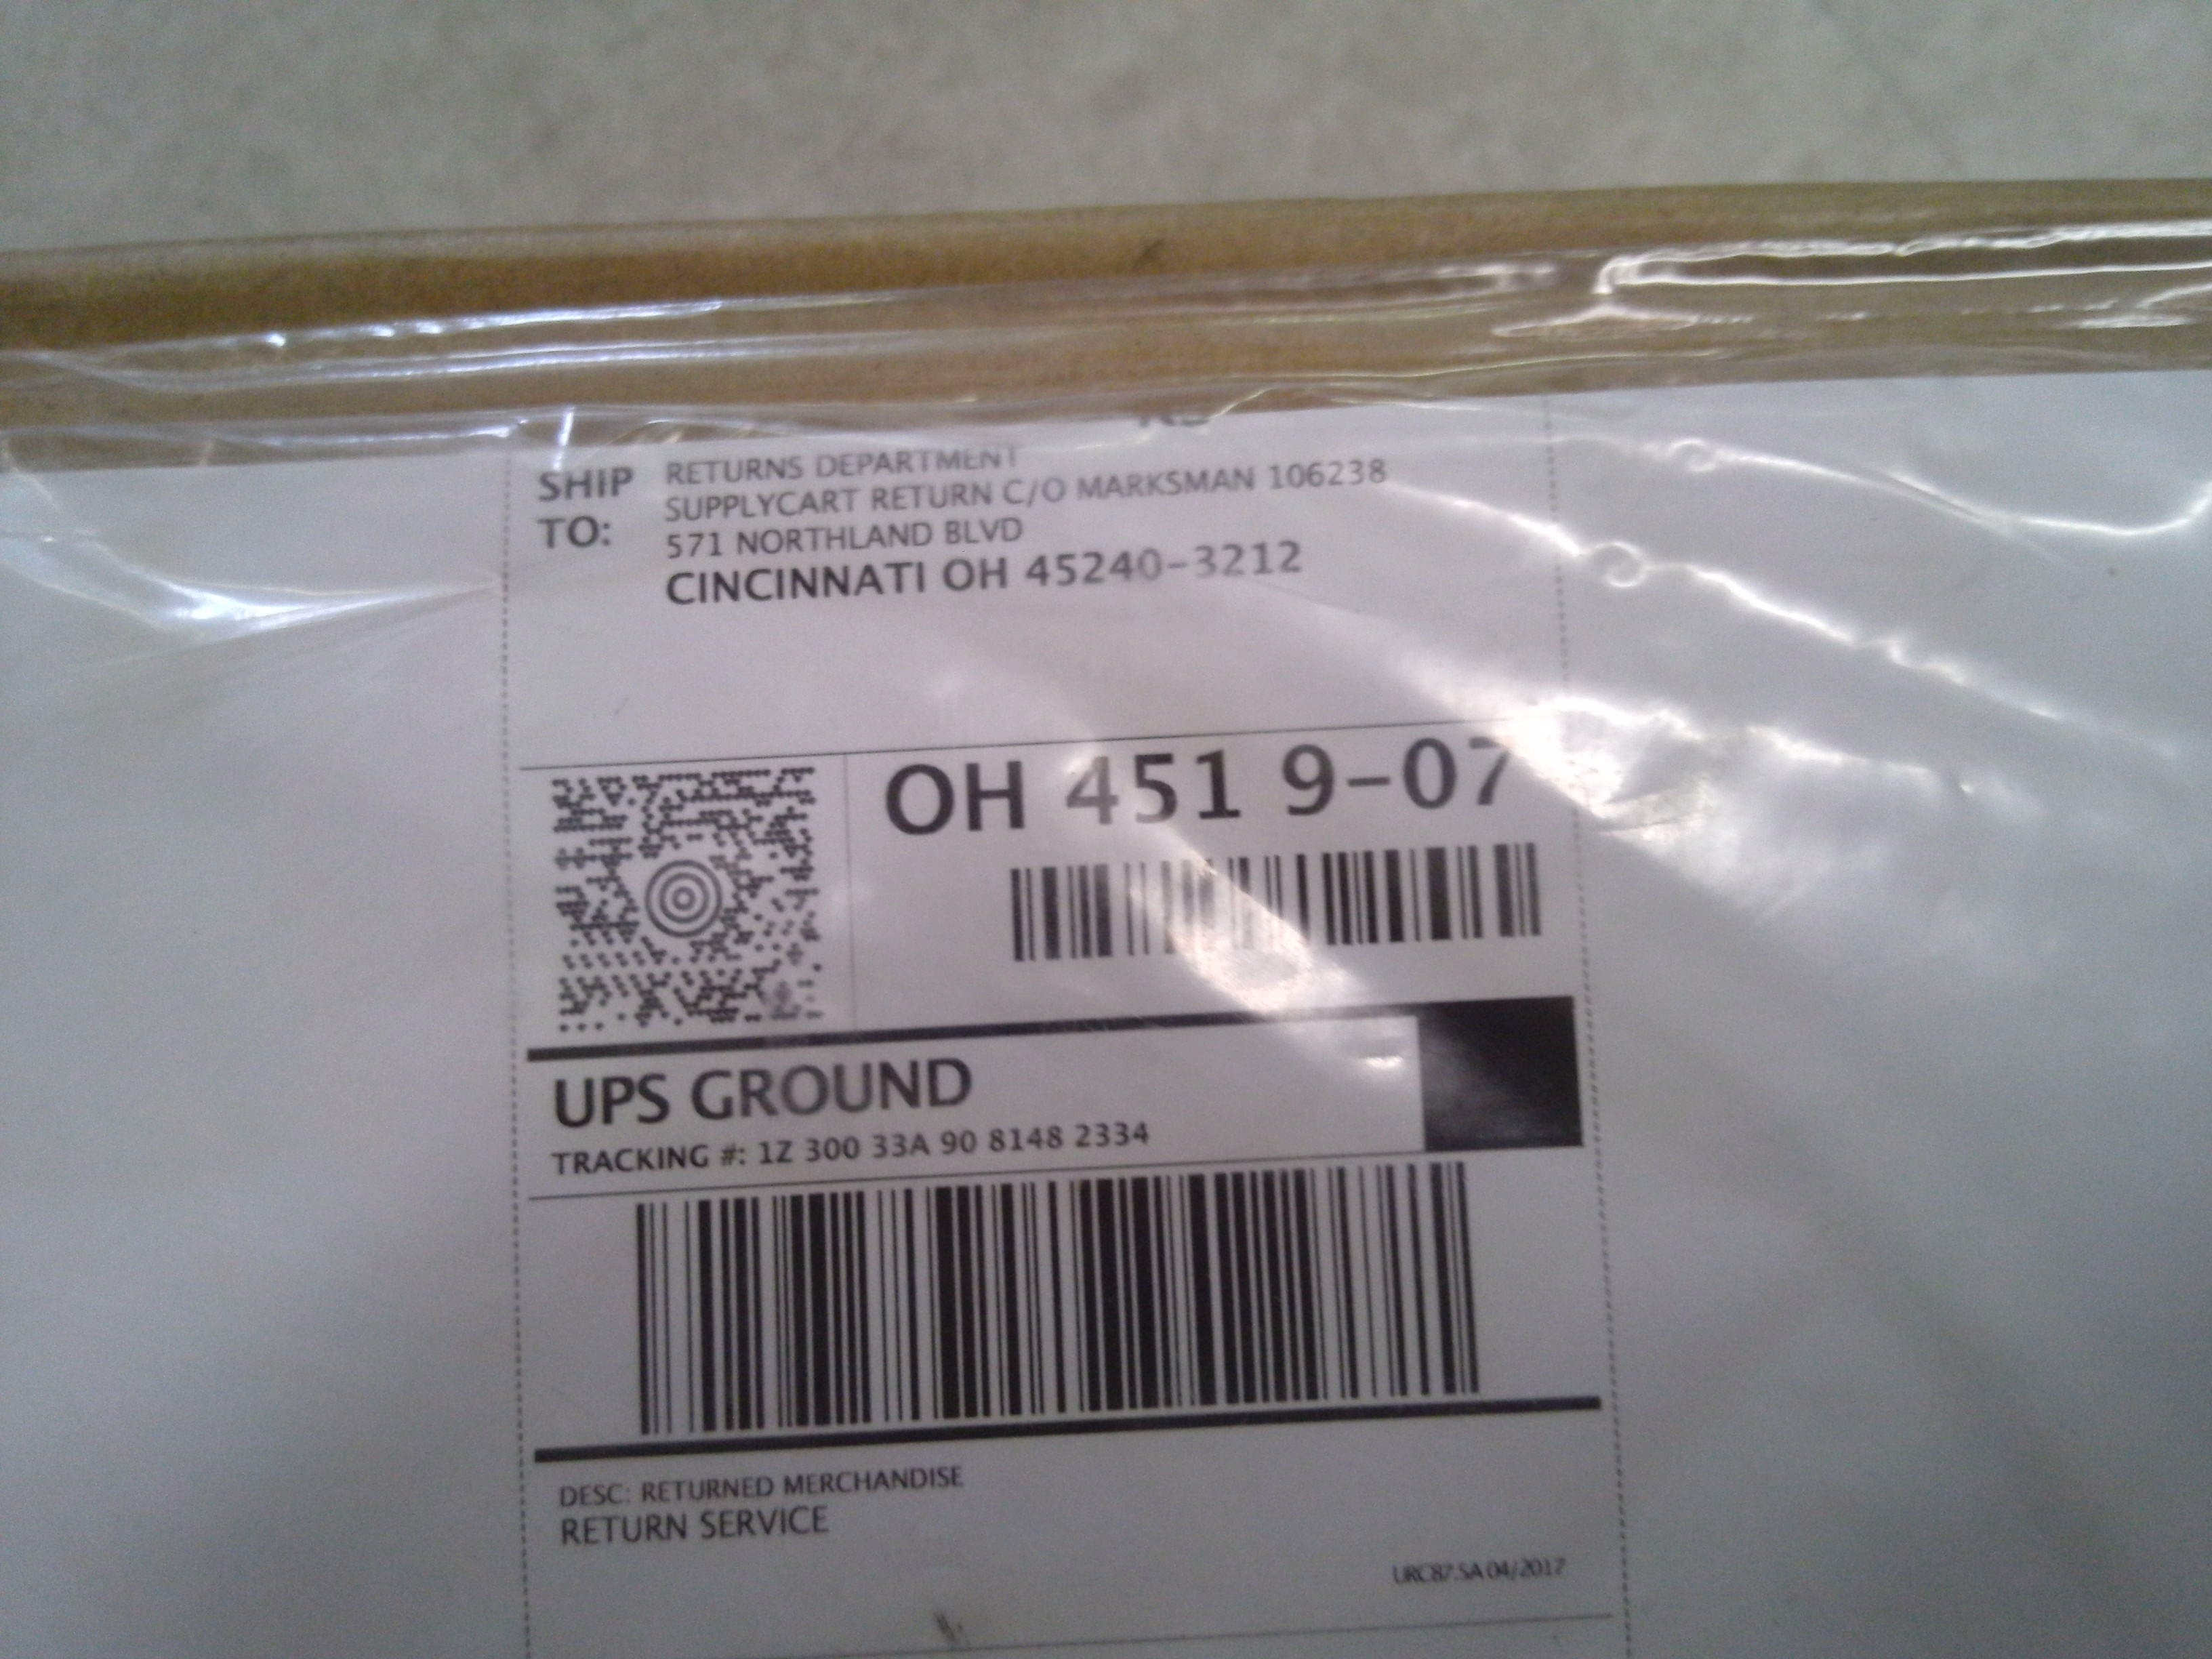 RETURNS DEPARTMENT
SHIP TO:
SUPPLYCART RETURN C/O MARKSMAN 106238
571 NORTHLAND BLVD
CINCINNATI OH 45240-3212
OH 451 9-07
UPS GROUND
TRACKING #: 1Z 300 33A 90 8148 2334
DESC: RETURNED MERCHANDISE
RETURN SERVICE
URC87.5A 04/2017